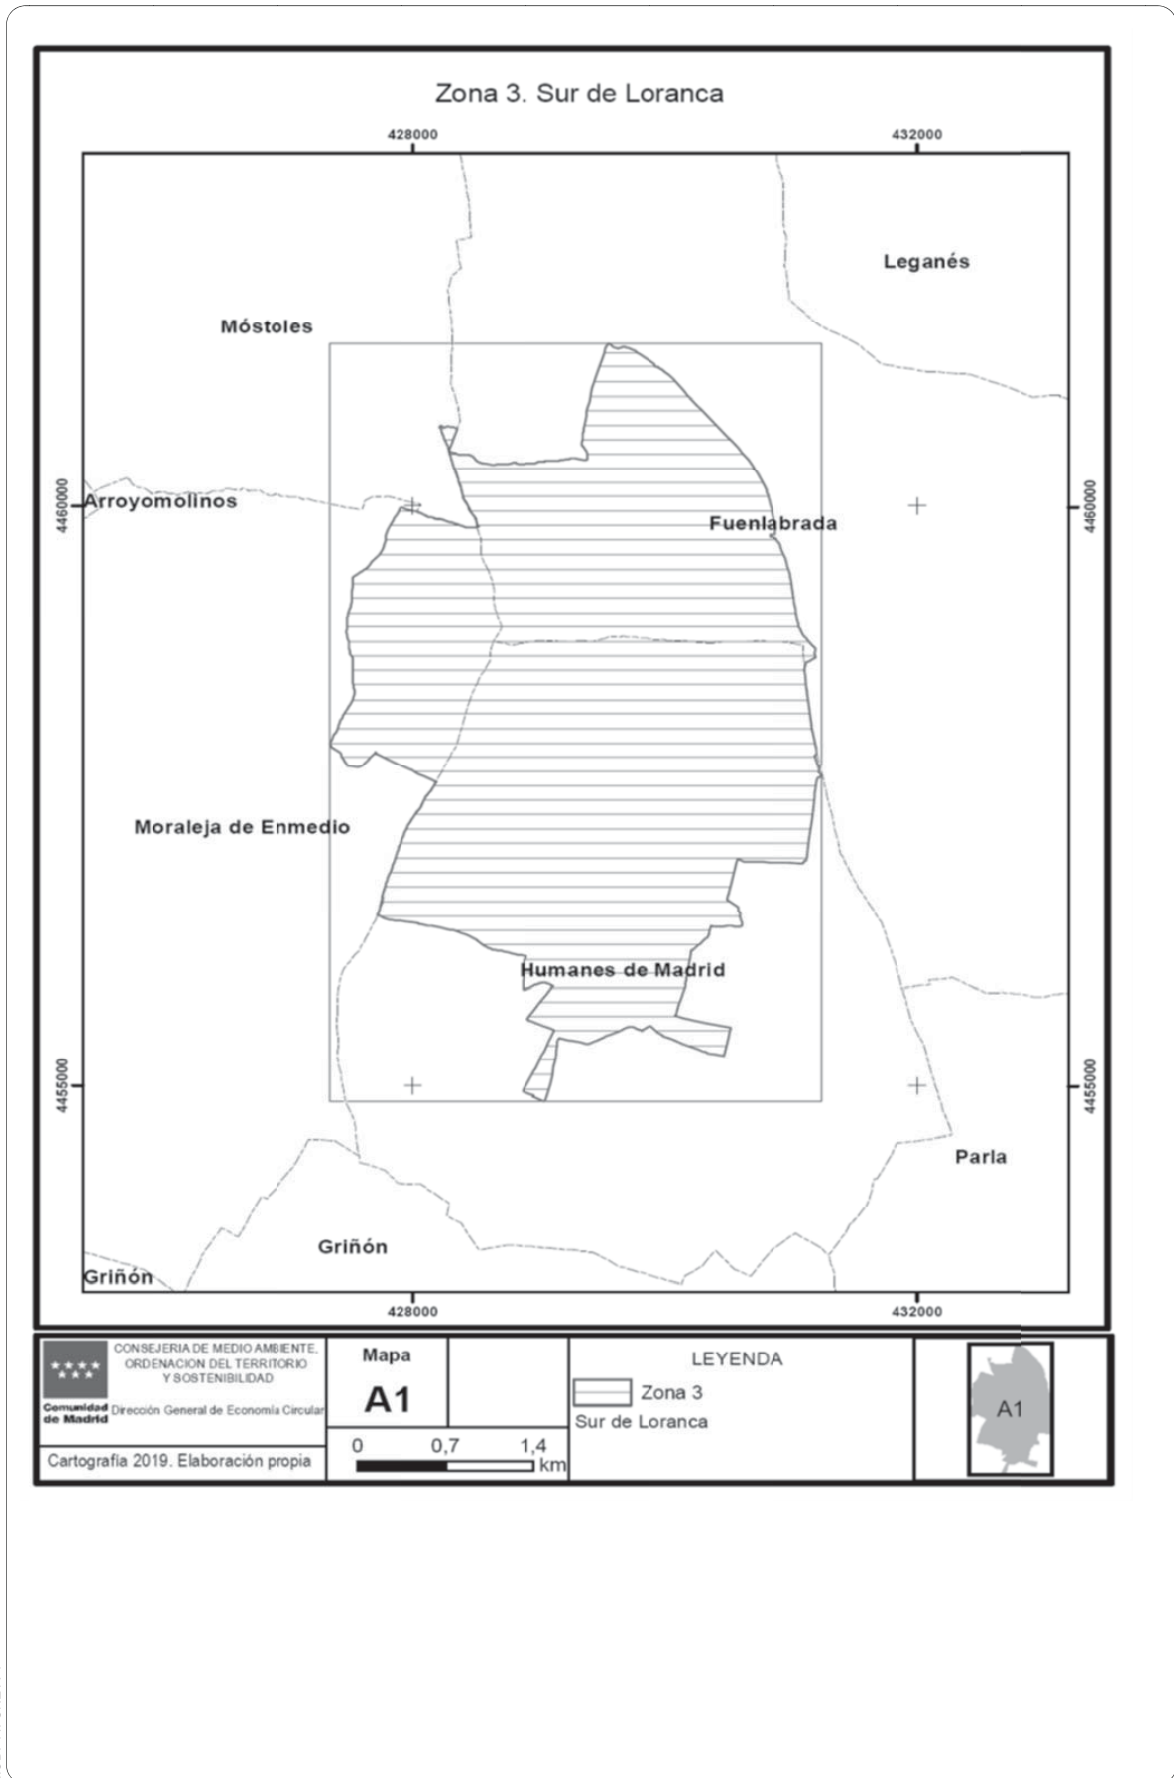 Zona 3. Sur de Loranca
428000
432000
Leganés
Móstoles
4460000
Arroyomolinos
Fuenlabrada
4460000
Moraleja de Enmedio
Humanes de Madrid
4455000
4455000
Parla
Griñón
Griñón
428000
432000
CONSEJERIA DE MEDIO AMBIENTE,
ORDENACION DEL TERRITORIO
Y SOSTENIBILIDAD
Comunidad
de Madrid
Dirección General de Economía Circular
Cartografía 2019. Elaboración propia
Mapa
A1
0 0,7 1,4
km
LEYENDA
Zona 3
Sur de Loranca
A1